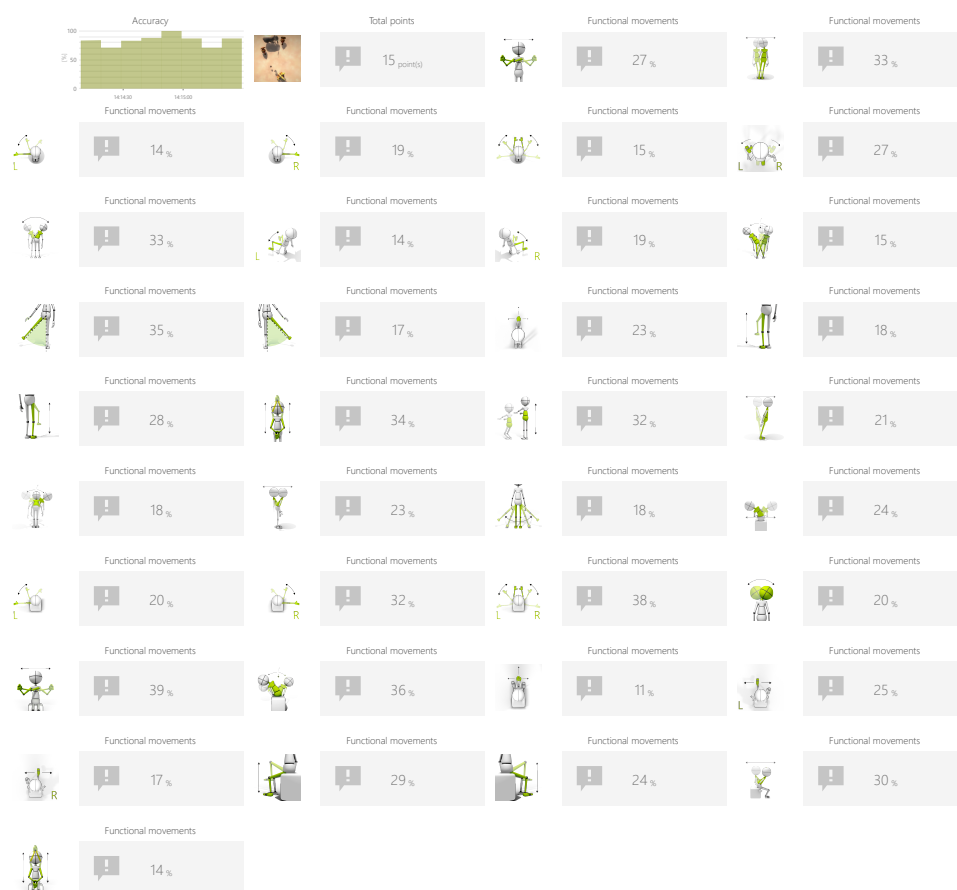 Accuracy
Total points
Functional movements
Functional movements
100
50
0
[%]
14:14:30
14:15:00
15 point(s)
27 %
33 %
Functional movements
Functional movements
Functional movements
Functional movements
L
14 %
R
19 %
15 %
L R
27 %
Functional movements
Functional movements
Functional movements
Functional movements
33 %
L
14 %
R
19 %
15 %
Functional movements
Functional movements
Functional movements
Functional movements
35 %
17 %
23 %
18 %
Functional movements
Functional movements
Functional movements
Functional movements
28 %
34 %
32 %
21 %
Functional movements
Functional movements
Functional movements
Functional movements
18 %
23 %
18 %
24 %
Functional movements
Functional movements
Functional movements
Functional movements
L
20 %
R
32 %
L R
38 %
20 %
Functional movements
Functional movements
Functional movements
Functional movements
39 %
36 %
11 %
L
25 %
Functional movements
Functional movements
Functional movements
Functional movements
R
17 %
29 %
24 %
30 %
Functional movements
14 %